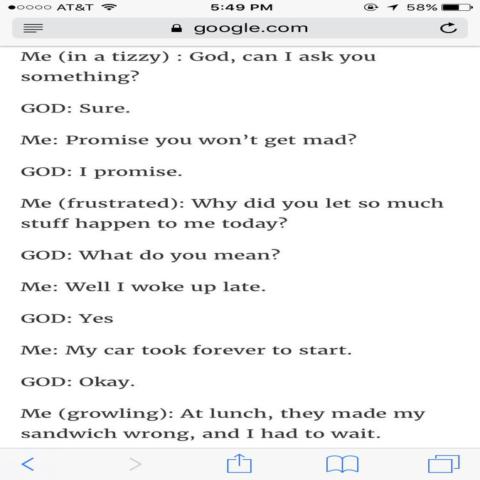 AT&T 5:49 PM 58%
google.com
Me (in a tizzy) : God, can I ask you
something?
GOD: Sure.
Me: Promise you won’t get mad?
GOD: I promise.
Me (frustrated): Why did you let so much
stuff happen to me today?
GOD: What do you mean?
Me: Well I woke up late.
GOD: Yes
Me: My car took forever to start.
GOD: Okay.
Me (growling): At lunch, they made my
sandwich wrong, and I had to wait.